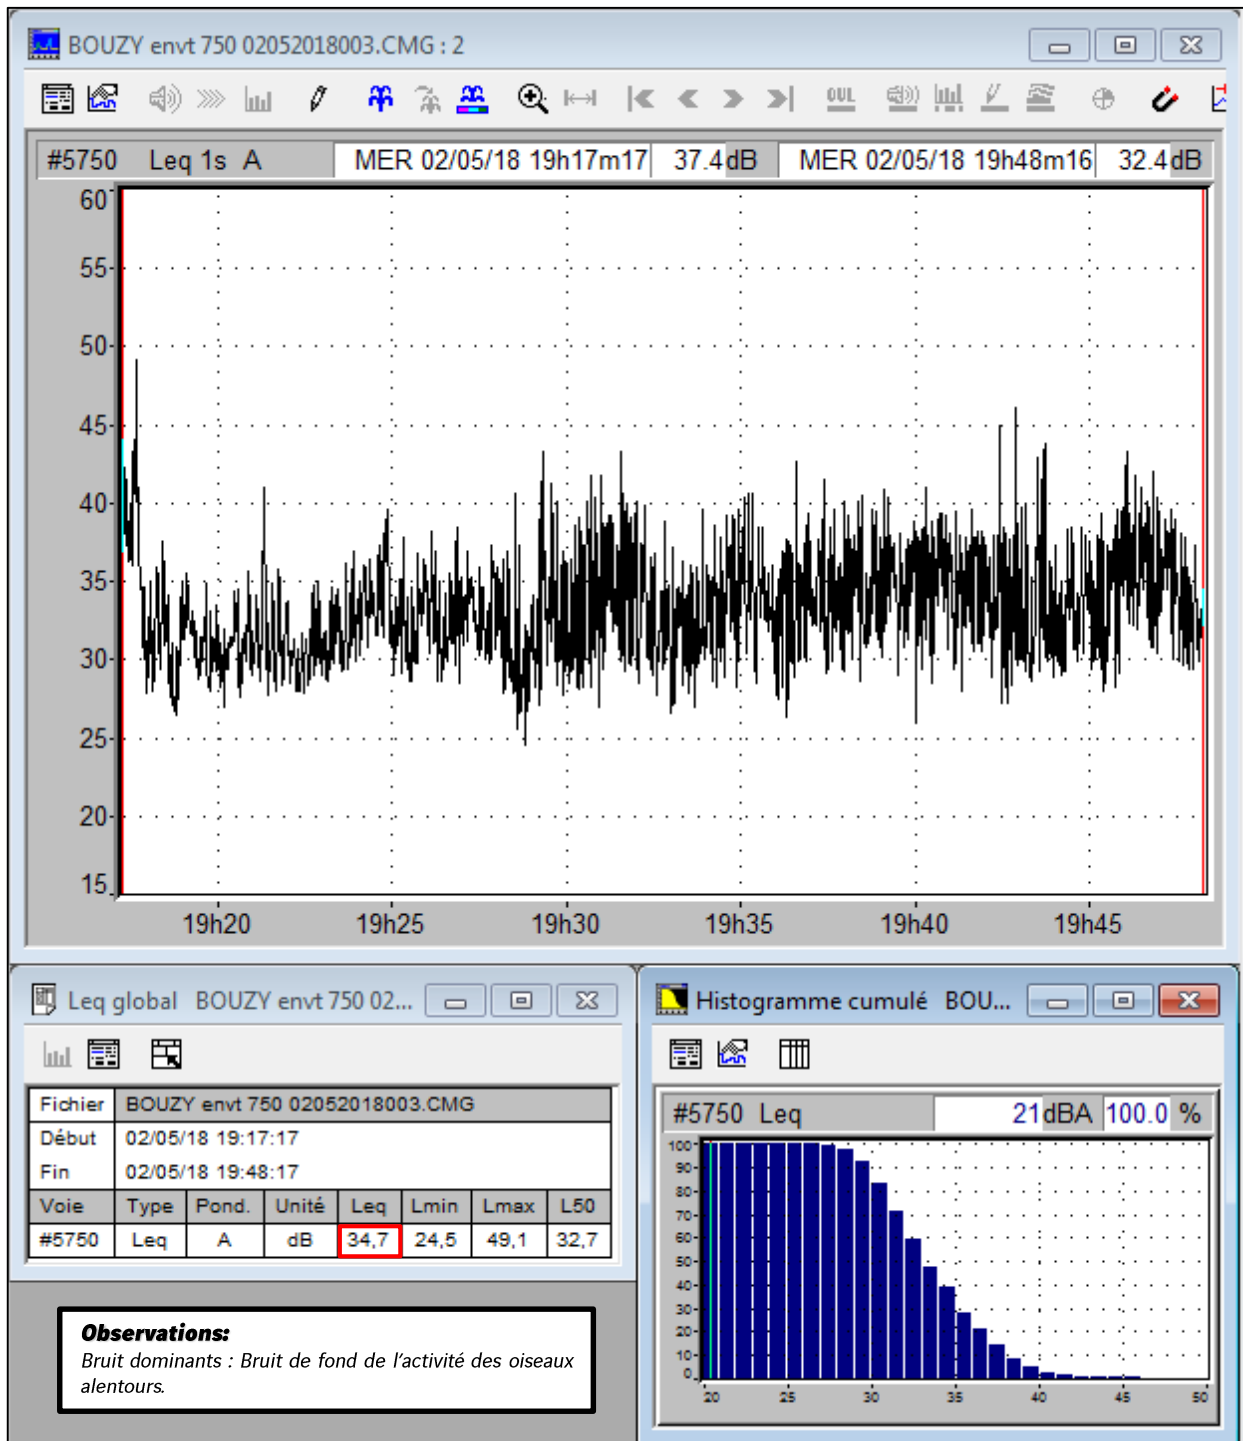 BOUZY envt 750 02052018003.CMG : 2
OVL
#5750 Leq 1s A MER 02/05/18 19h17m17 37.4dB MER 02/05/18 19h48m16 32.4dB
60
55
50
45
40
35
30
25
20
15
19h20 19h25 19h30 19h35 19h40 19h45
Leq global BOUZY envt 750 02...
Fichier BOUZY envt 750 02052018003.CMG
Début 02/05/18 19:17:17
Fin 02/05/18 19:48:17
Voie Type Pond. Unité Leq Lmin Lmax L50
#5750 Leq A dB 34,7 24,5 49,1 32,7
Observations:
Bruit dominants : Bruit de fond de l'activité des oiseaux
alentours.
Histogramme cumulé BOU...
#5750 Leq 21dBA 100.0 %
100
90
80
70
60
50
40
30
20
10
0
20 25 30 35 40 45 50